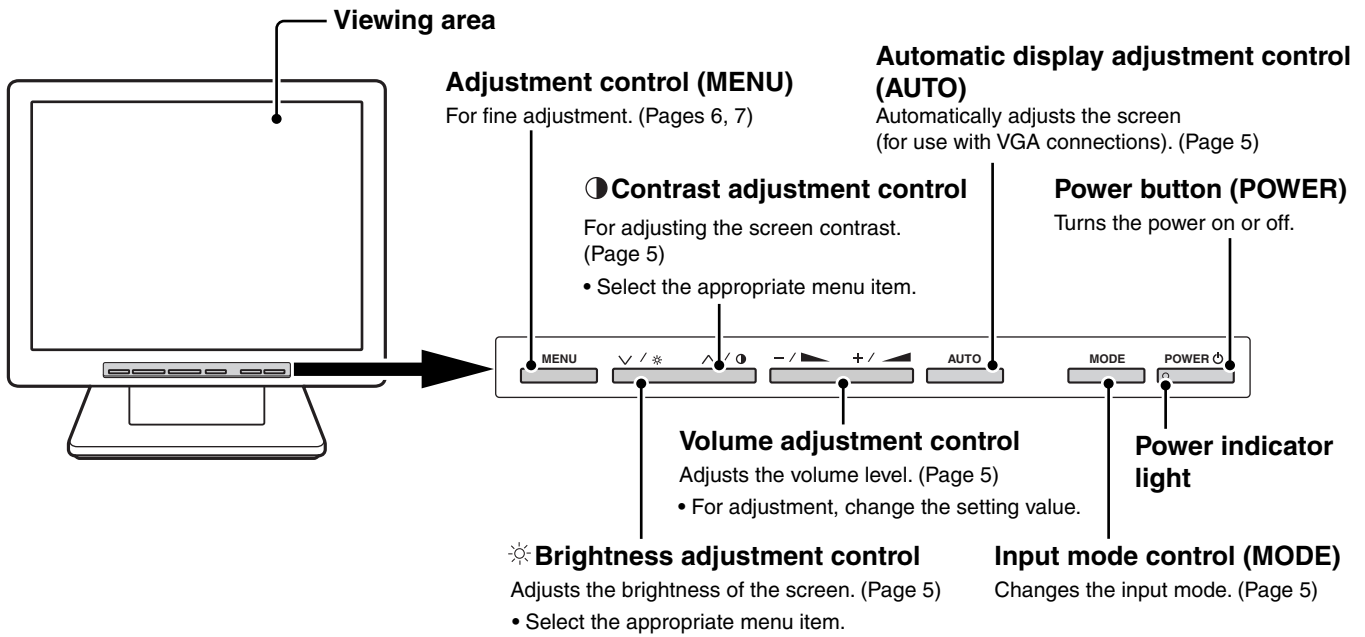 Viewing area
Adjustment control (MENU)
For fine adjustment. (Pages 6, 7)
Automatic display adjustment control
(AUTO)
Automatically adjusts the screen
(for use with VGA connections). (Page 5)
Contrast adjustment control
For adjusting the screen contrast.
(Page 5)
• Select the appropriate menu item.
Power button (POWER)
Turns the power on or off.
MENU / / − / + / AUTO MODE POWER
Volume adjustment control
Adjusts the volume level. (Page 5)
• For adjustment, change the setting value.
Power indicator
light
Brightness adjustment control
Adjusts the brightness of the screen. (Page 5)
• Select the appropriate menu item.
Input mode control (MODE)
Changes the input mode. (Page 5)